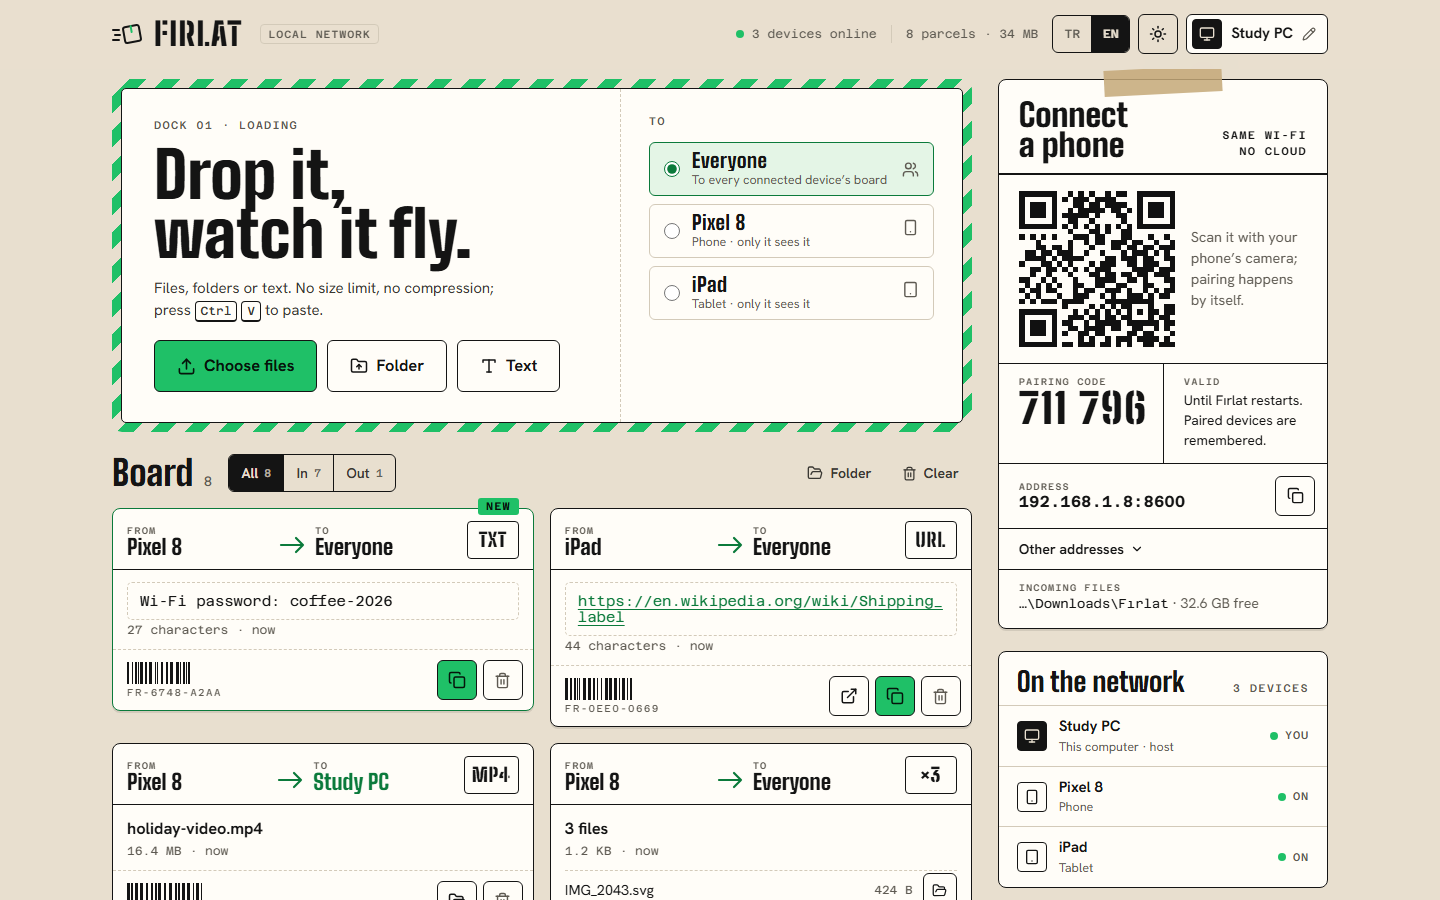 FIRLAT
LOCAL NETWORK
3 devices online
8 parcels · 34 MB
TR
EN
Study PC
DOCK 01 · LOADING
Drop it,
watch it fly.
Files, folders or text. No size limit, no compression;
press Ctrl V to paste.
Choose files
Folder
Text
TO
Everyone
To every connected device’s board
Pixel 8
Phone · only it sees it
iPad
Tablet · only it sees it
Connect
a phone
SAME WI-FI
NO CLOUD
Scan it with your
phone’s camera;
pairing happens
by itself.
PAIRING CODE
711 796
VALID
Until Fırlat restarts.
Paired devices are
remembered.
ADDRESS
192.168.1.8:8600
Other addresses
INCOMING FILES
…\Downloads\Fırlat · 32.6 GB free
Board 8
All 8
In 7
Out 1
Folder
Clear
NEW
FROM
Pixel 8
TO
Everyone
TXT
Wi-Fi password: coffee-2026
27 characters · now
FR-6748-A2AA
FROM
iPad
TO
Everyone
URL
https://en.wikipedia.org/wiki/Shipping_
label
44 characters · now
FR-0EE0-0669
FROM
Pixel 8
TO
Study PC
MP4
holiday-video.mp4
16.4 MB · now
FROM
Pixel 8
TO
Everyone
×3
3 files
1.2 KB · now
IMG_2043.svg
424 B
On the network
3 DEVICES
Study PC
This computer · host
YOU
Pixel 8
Phone
ON
iPad
Tablet
ON